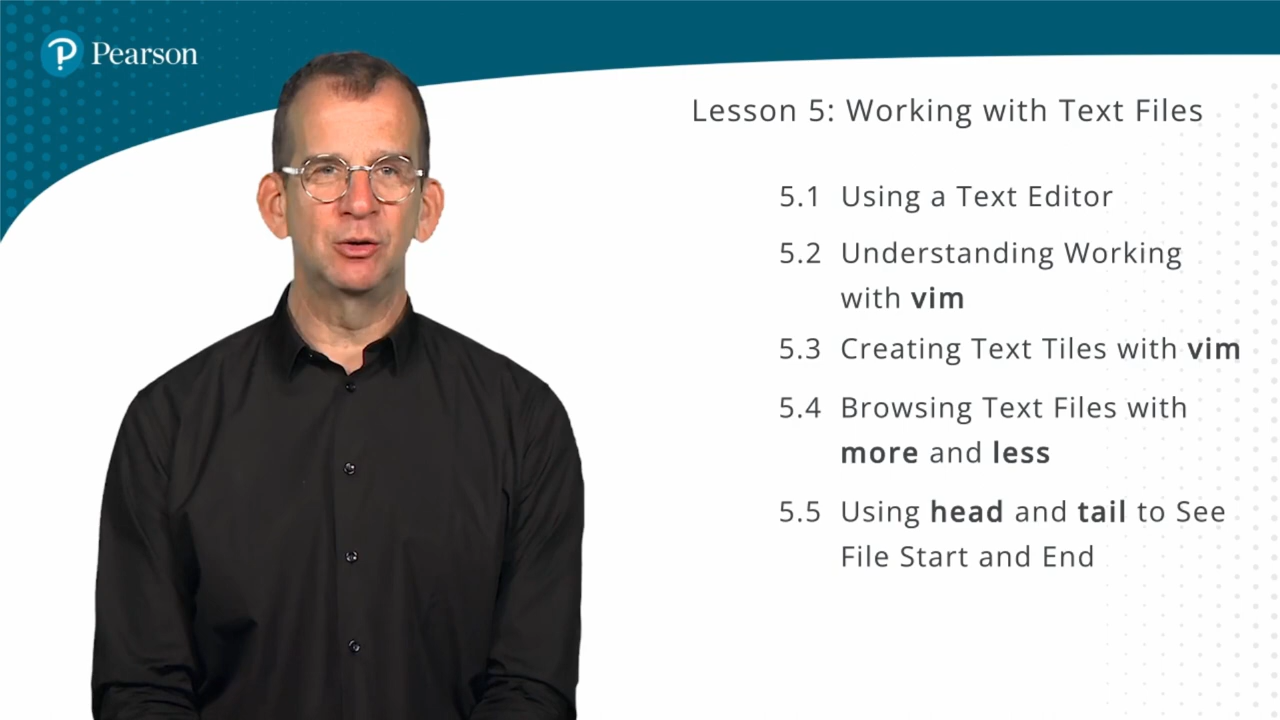 Pearson
Lesson 5: Working with Text Files
5.1 Using a Text Editor
5.2 Understanding Working
with vim
5.3 Creating Text Tiles with vim
5.4 Browsing Text Files with
more and less
5.5 Using head and tail to See
File Start and End